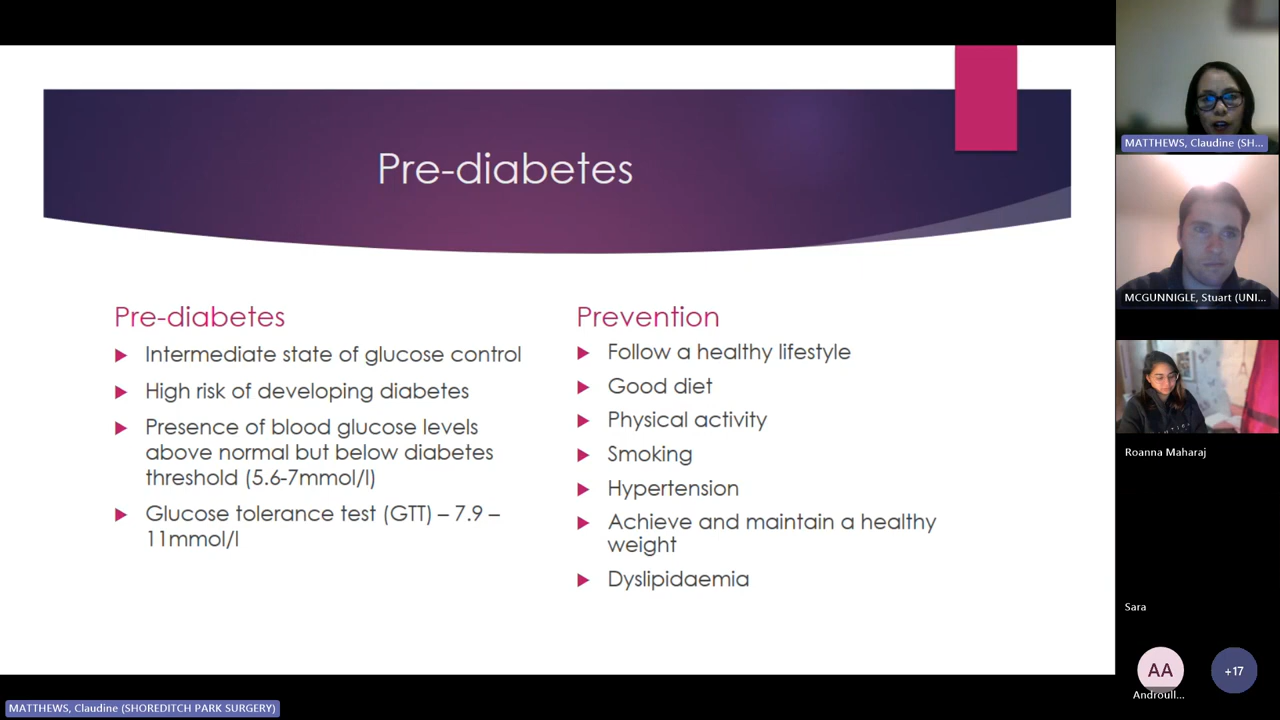 Pre-diabetes
Pre-diabetes
Intermediate state of glucose control
High risk of developing diabetes
Presence of blood glucose levels
above normal but below diabetes
threshold (5.6-7mmol/l)
Glucose tolerance test (GTT) – 7.9 –
11mmol/l
Prevention
Follow a healthy lifestyle
Good diet
Physical activity
Smoking
Hypertension
Achieve and maintain a healthy
weight
Dyslipidaemia
MATTHEWS, Claudine (SH...
MCGUNNIGLE, Stuart (UNI...
Roanna Maharaj
Sara
AA
Androull...
+17
MATTHEWS, Claudine (SHOREDITCH PARK SURGERY)